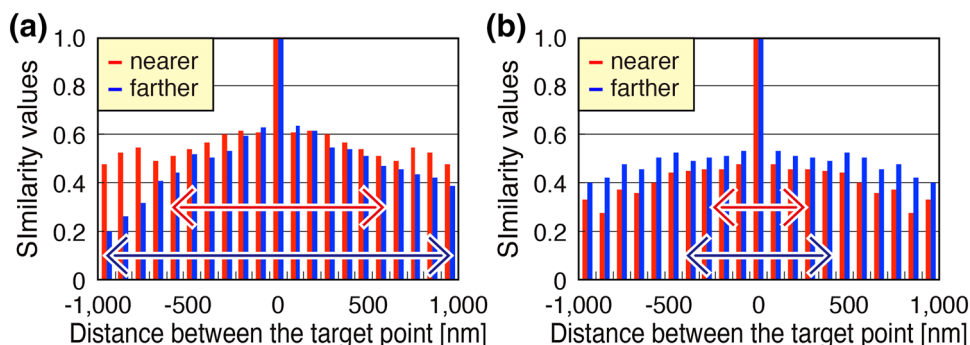 (a)
SImilarity values
1.0
0.8
0.6
0.4
0.2
0
nearer
farther
-1,000 -500 0 500 1,000
Distance between the target point [nm]
(b)
SImilarity values
1.0
0.8
0.6
0.4
0.2
0
nearer
farther
-1,000 -500 0 500 1,000
Distance between the target point [nm]